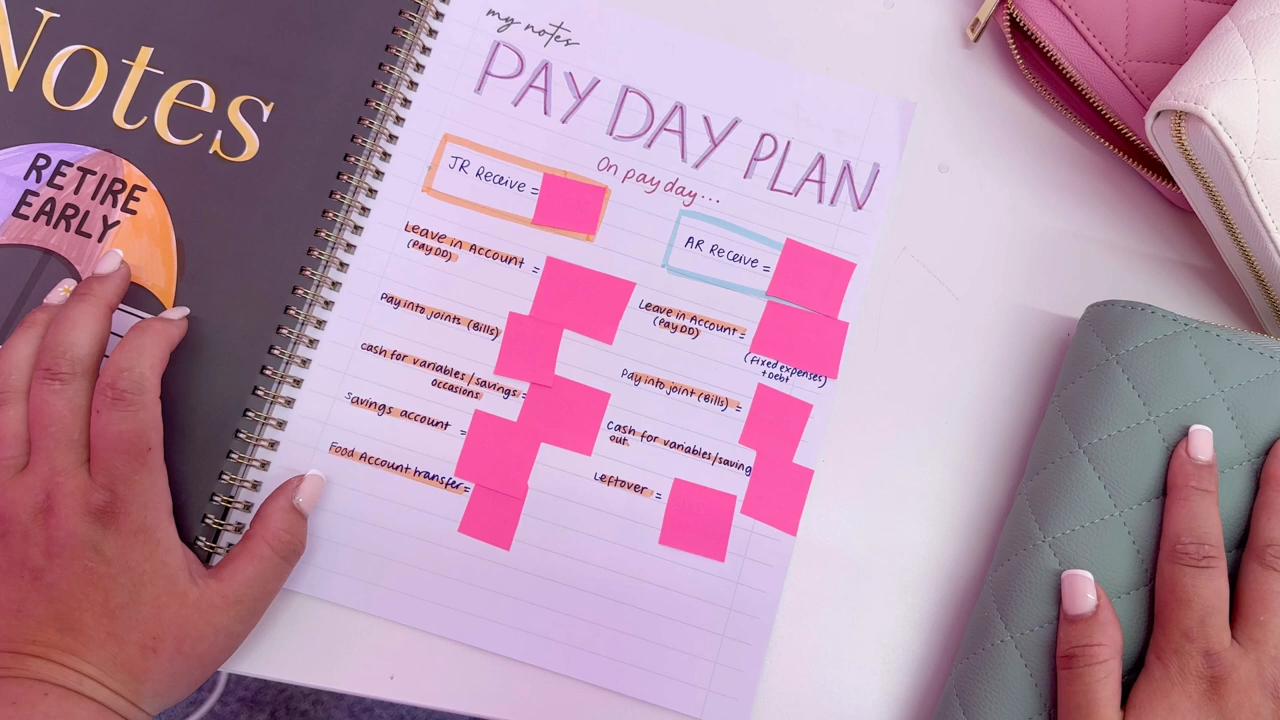 Notes
RETIRE
EARLY
my notes
PAY DAY PLAN
On pay day...
JR Receive =
Leave in Account =
(Pay DD)
Pay into joints (Bills)
cash for variables/savings =
occasions
savings account =
Food Account transfer =
AR Receive =
Leave in Account =
(Pay DD)
(fixed expenses)
+ debt
Pay into joint (Bills) =
Cash for variables/saving
out.
Leftover =